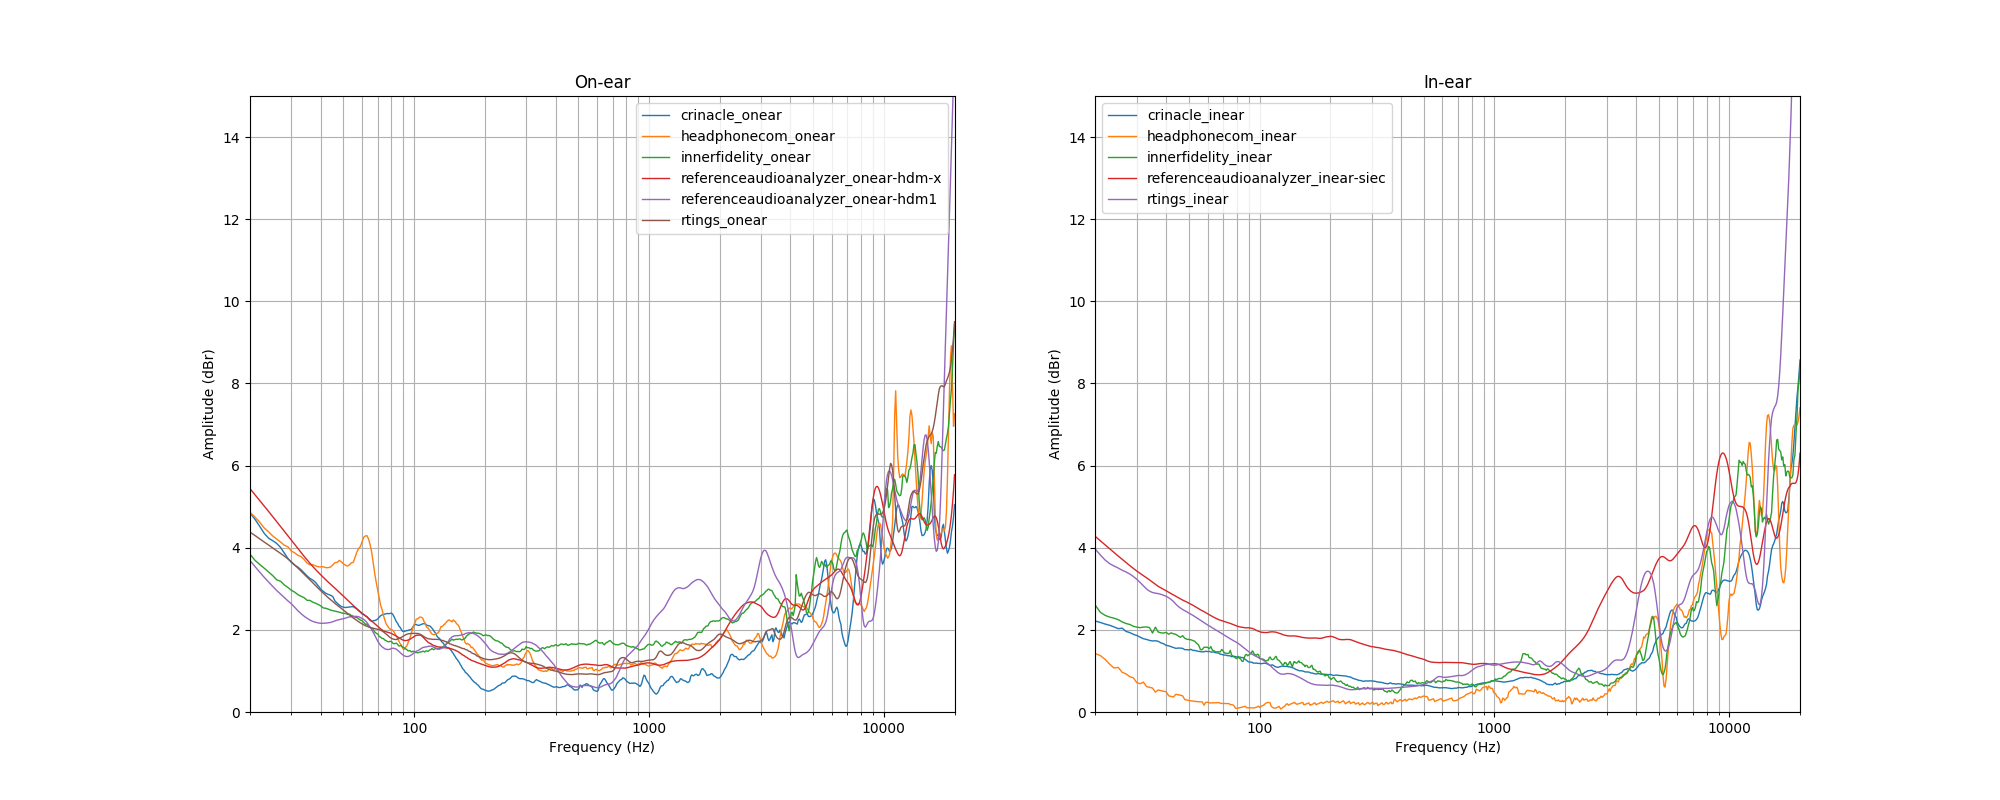 On-ear
crinacle_onear
headphonecom_onear
innerfidelity_onear
referenceaudioanalyzer_onear-hdm-x
referenceaudioanalyzer_onear-hdm1
rtings_onear
14
12
10
8
6
4
2
0
Amplitude (dBr)
100
1000
10000
Frequency (Hz)
In-ear
crinacle_inear
headphonecom_inear
innerfidelity_inear
referenceaudioanalyzer_inear-siec
rtings_inear
14
12
10
8
6
4
2
0
Amplitude (dBr)
100
1000
10000
Frequency (Hz)